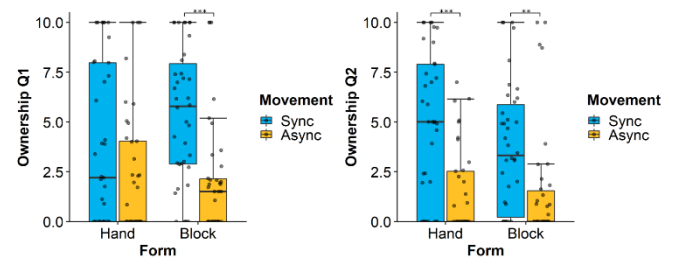 Ownership Q1
10.0
7.5
5.0
2.5
0.0
***
Hand Block
Form
Movement
Sync
Async
Ownership Q2
10.0
7.5
5.0
2.5
0.0
*** **
Hand Block
Form
Movement
Sync
Async